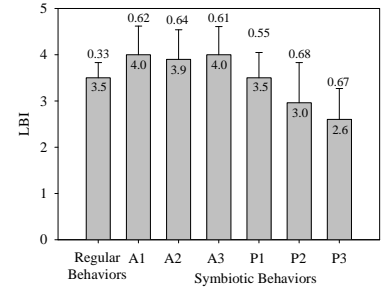 5
4
3
2
1
0
LBI
0.62 0.64 0.61
0.33 0.55 0.68 0.67
3.5 4.0 3.9 4.0 3.5 3.0 2.6
Regular A1 A2 A3 P1 P2 P3
Behaviors Symbiotic Behaviors